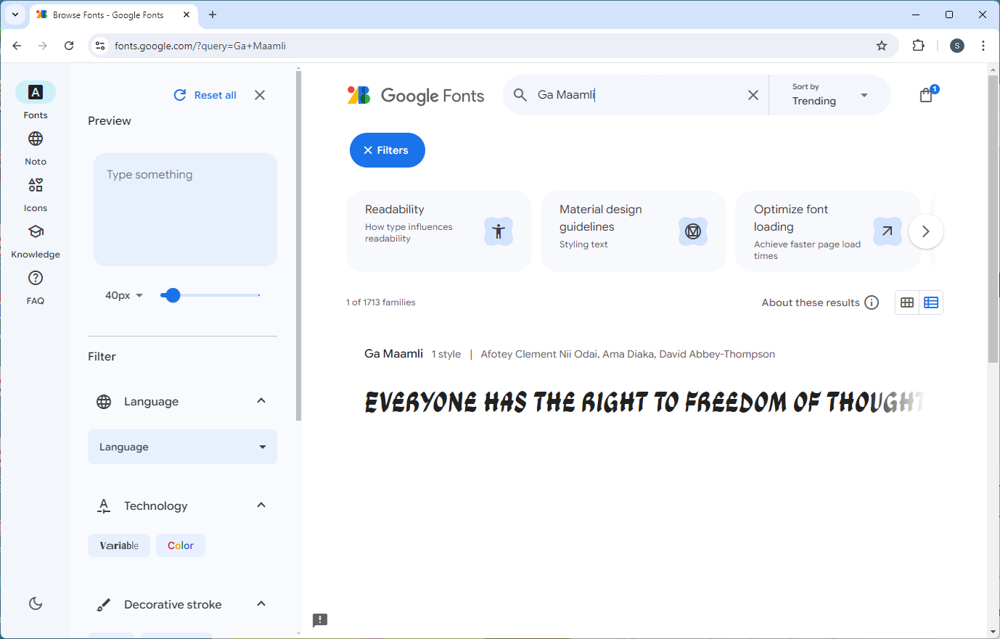 Browse Fonts - Google Fonts
fonts.google.com/?query=Ga+Maamli
S
A
Fonts
Noto
Icons
Knowledge
FAQ
Reset all
Preview
Type something
40px
Filter
Language
Language
Technology
Variable
Color
Decorative stroke
Google Fonts
Ga Maamli
Sort by
Trending
1
Filters
Readability
How type influences
readability
Material design
guidelines
Styling text
Optimize font
loading
Achieve faster page load
times
1 of 1713 families
About these results
Ga Maamli 1 style | Afotey Clement Nii Odai, Ama Diaka, David Abbey-Thompson
EVERYONE HAS THE RIGHT TO FREEDOM OF THOUGHT